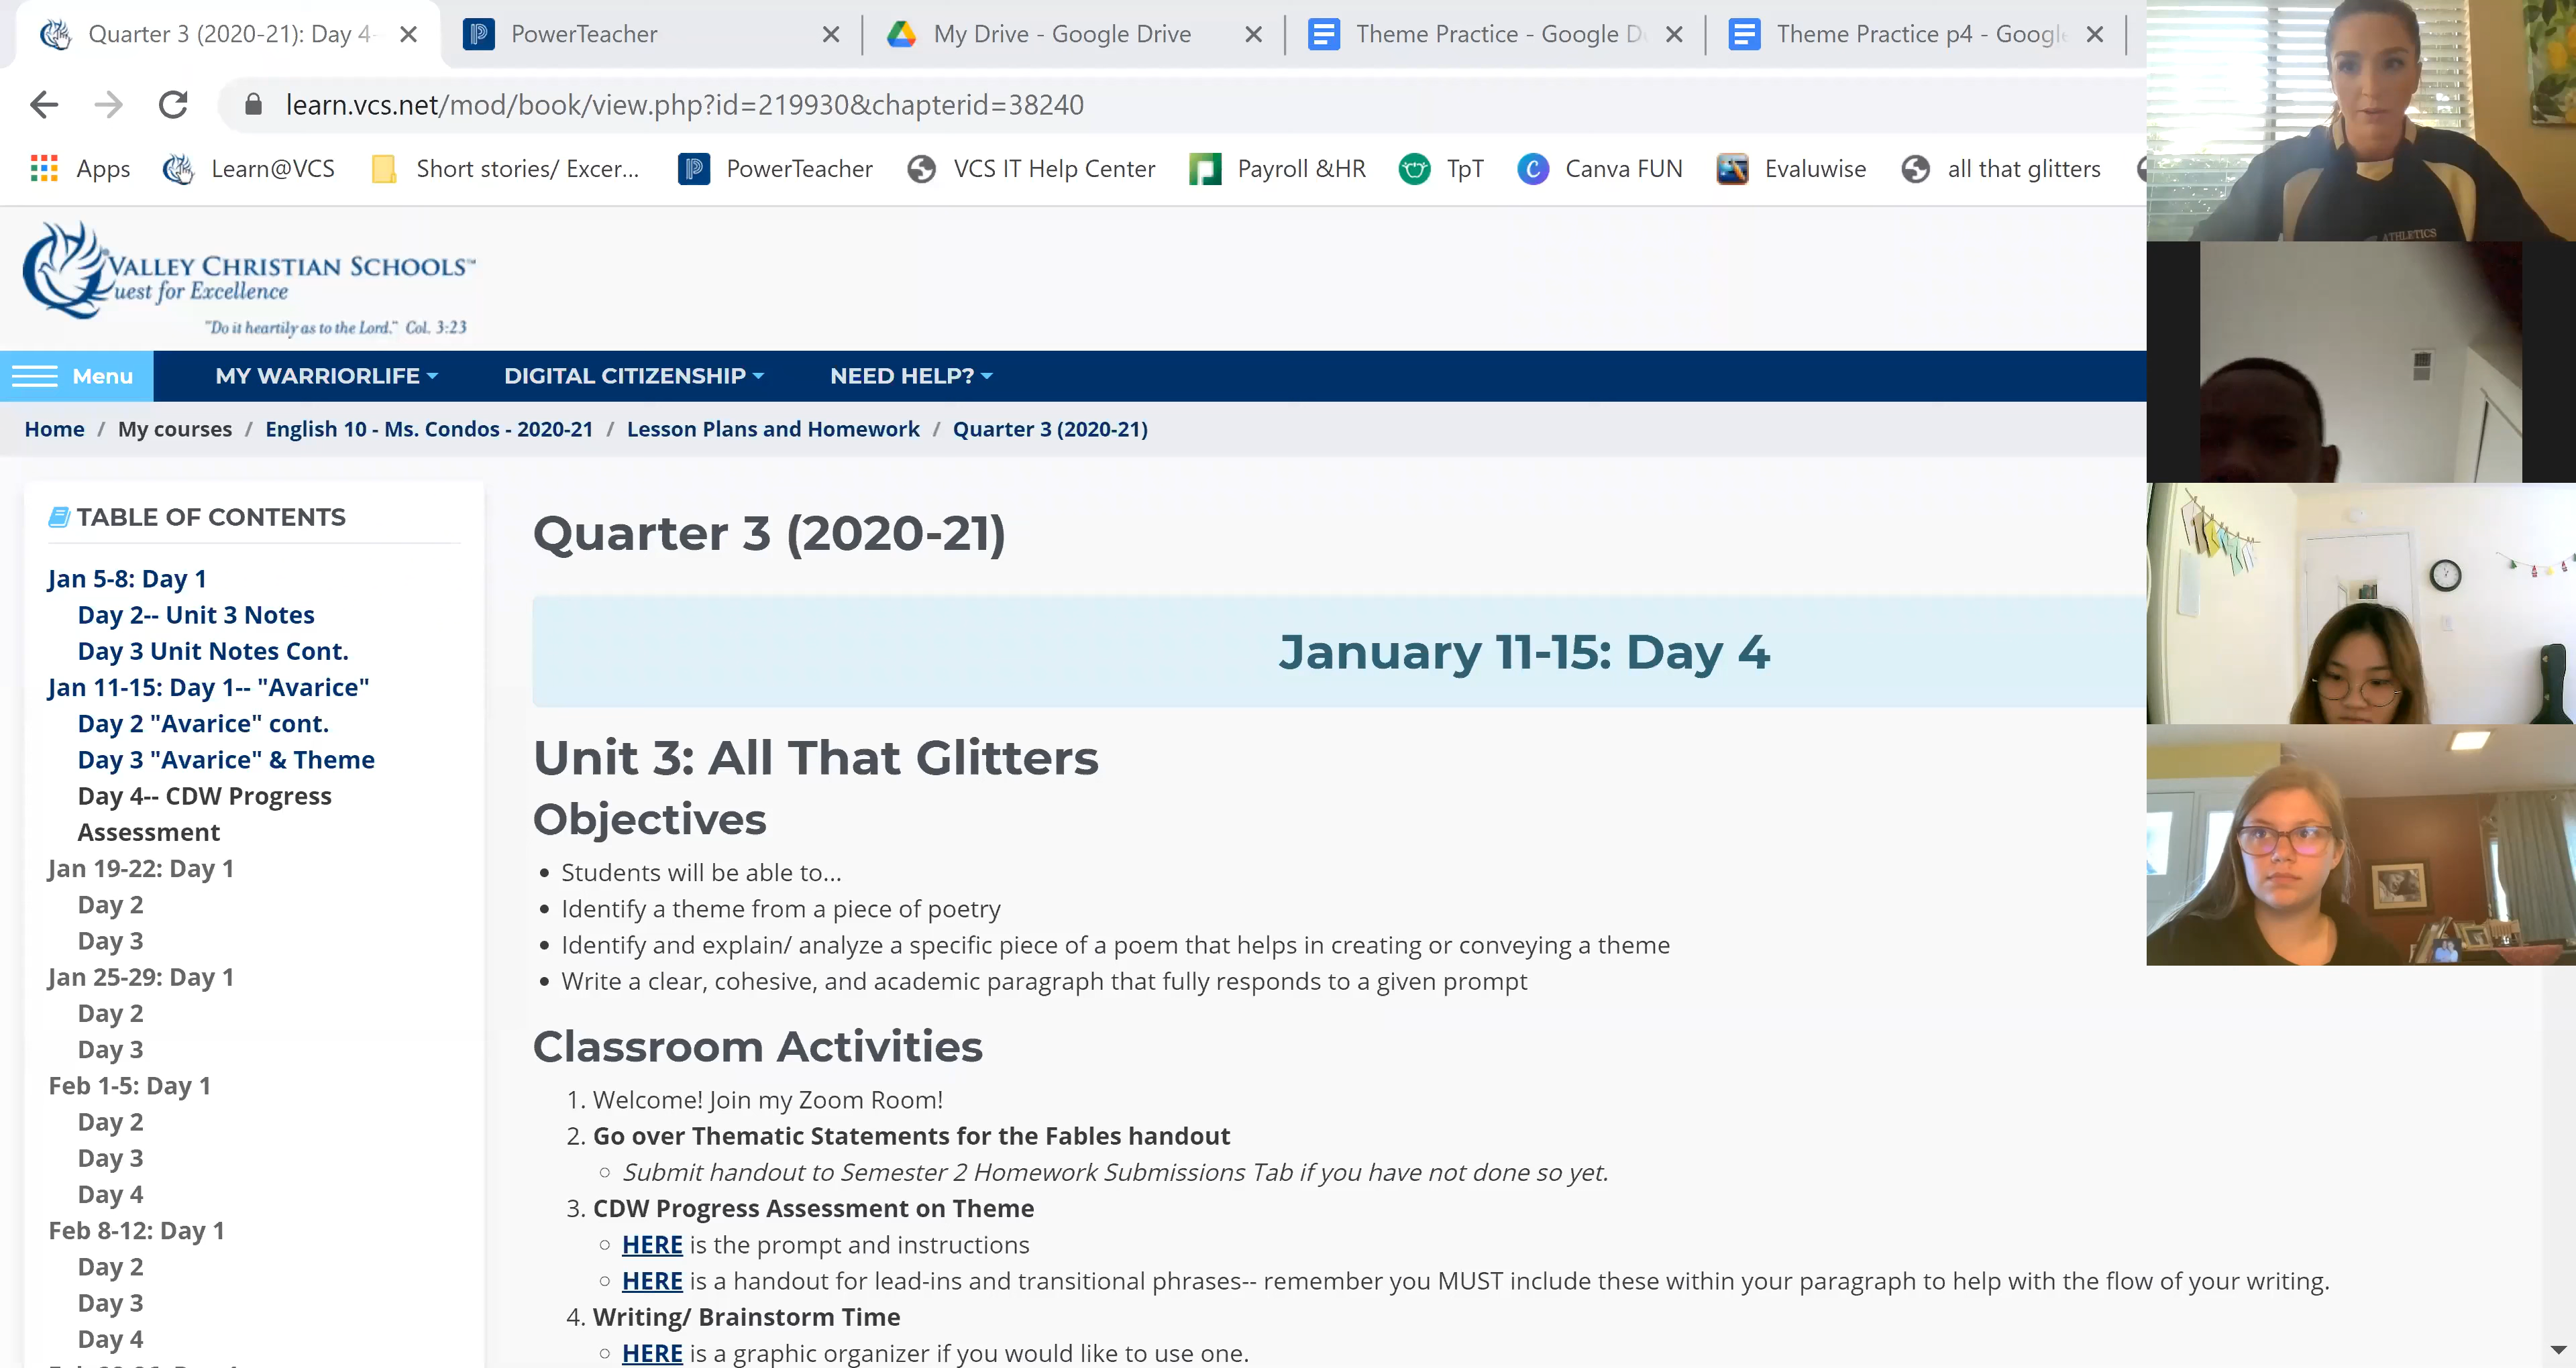 Quarter 3 (2020-21): Day 4-
PowerTeacher
My Drive - Google Drive
Theme Practice - Google D
Theme Practice p4 - Google
learn.vcs.net/mod/book/view.php?id=219930&chapterid=38240
Apps
Learn@VCS
Short stories/ Excer...
PowerTeacher
VCS IT Help Center
Payroll &HR
TpT
Canva FUN
Evaluwise
all that glitters
ATHLETICS
VALLEY CHRISTIAN SCHOOLS™
Quest for Excellence
"Do it heartily as to the Lord." Col. 3:23
Menu
MY WARRIORLIFE
DIGITAL CITIZENSHIP
NEED HELP?
Home / My courses / English 10 - Ms. Condos - 2020-21 / Lesson Plans and Homework / Quarter 3 (2020-21)
TABLE OF CONTENTS
Jan 5-8: Day 1
Day 2-- Unit 3 Notes
Day 3 Unit Notes Cont.
Jan 11-15: Day 1-- "Avarice"
Day 2 "Avarice" cont.
Day 3 "Avarice" & Theme
Day 4-- CDW Progress
Assessment
Jan 19-22: Day 1
Day 2
Day 3
Jan 25-29: Day 1
Day 2
Day 3
Feb 1-5: Day 1
Day 2
Day 3
Day 4
Feb 8-12: Day 1
Day 2
Day 3
Day 4
Quarter 3 (2020-21)
January 11-15: Day 4
Unit 3: All That Glitters
Objectives
• Students will be able to...
• Identify a theme from a piece of poetry
• Identify and explain/ analyze a specific piece of a poem that helps in creating or conveying a theme
• Write a clear, cohesive, and academic paragraph that fully responds to a given prompt
Classroom Activities
1. Welcome! Join my Zoom Room!
2. Go over Thematic Statements for the Fables handout
○ Submit handout to Semester 2 Homework Submissions Tab if you have not done so yet.
3. CDW Progress Assessment on Theme
○ HERE is the prompt and instructions
○ HERE is a handout for lead-ins and transitional phrases-- remember you MUST include these within your paragraph to help with the flow of your writing.
4. Writing/ Brainstorm Time
○ HERE is a graphic organizer if you would like to use one.